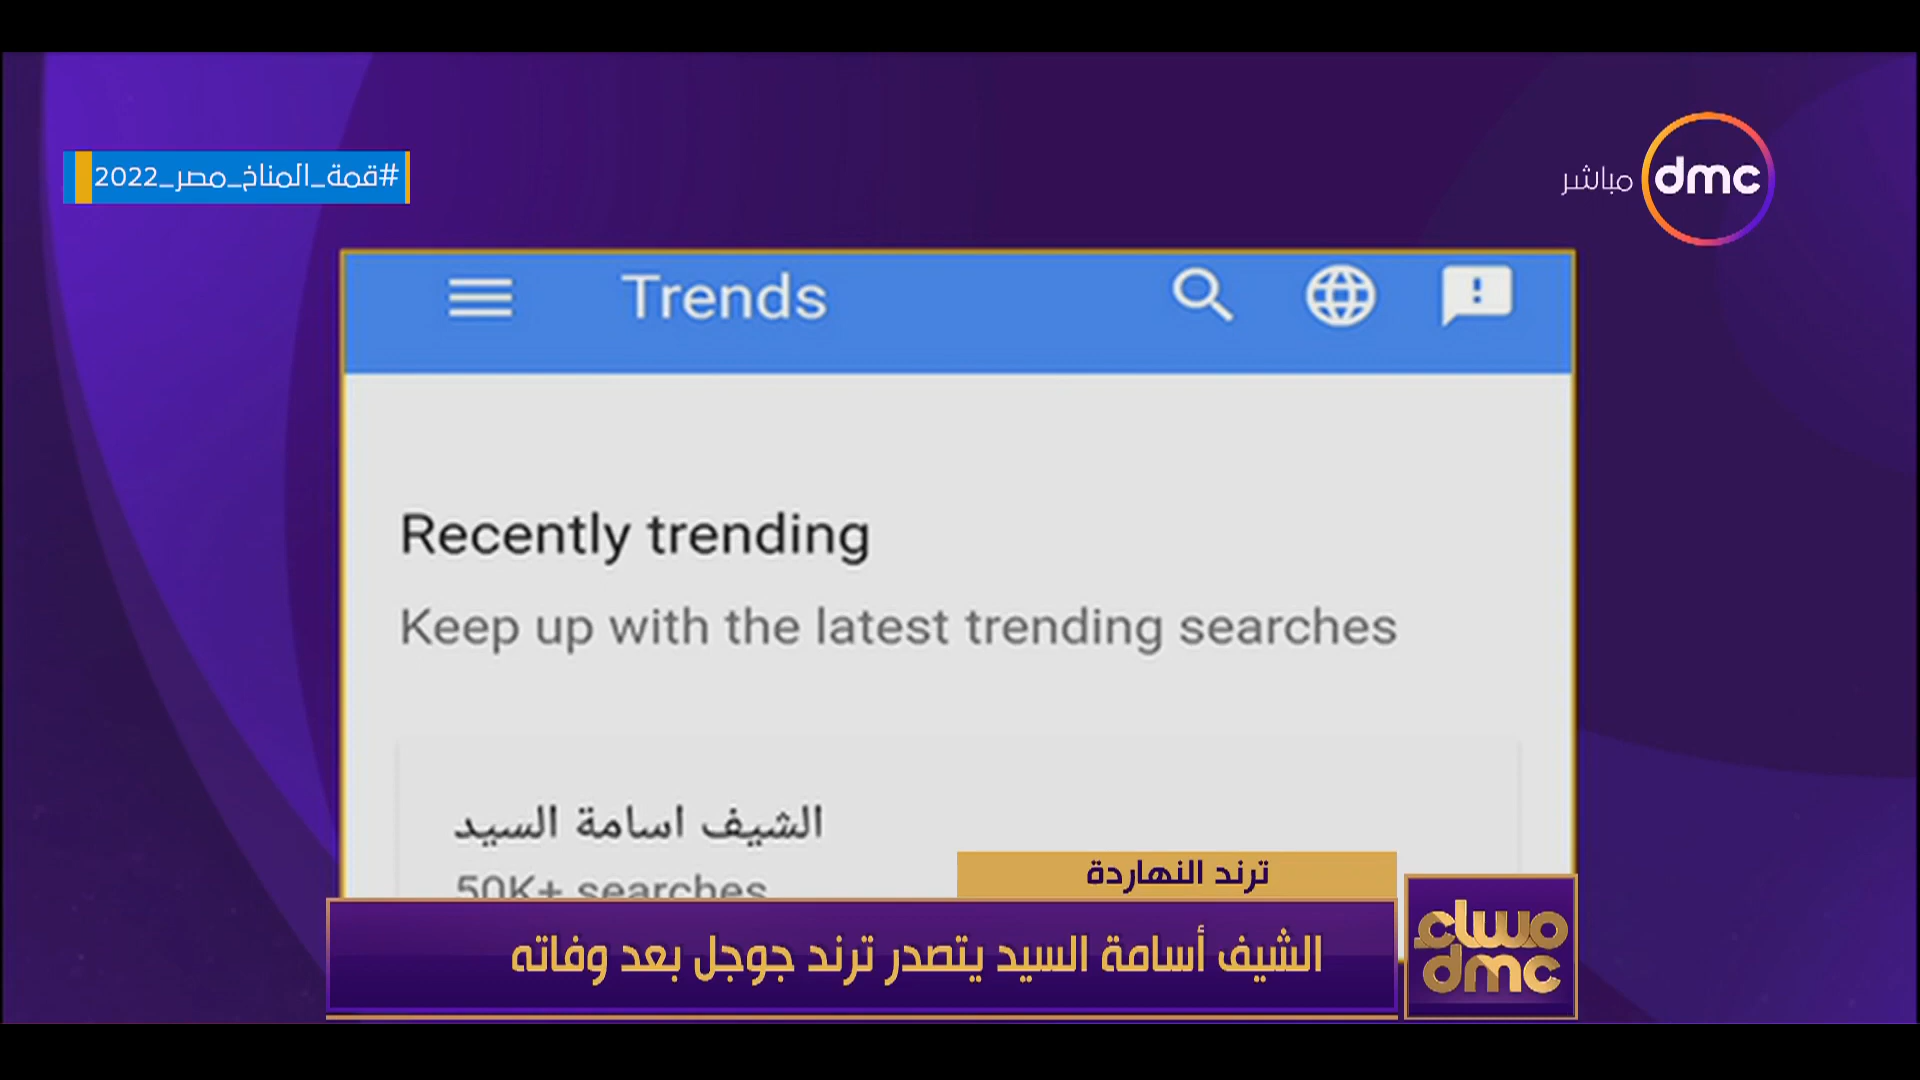 #قمة_المناخ_مصر_2022
مباشر
dmc
Trends
Recently trending
Keep up with the latest trending searches
الشيف اسامة السيد
50K+ searches
ترند النهاردة
الشيف أسامة السيد يتصدر ترند جوجل بعد وفاته
مساء
dmc